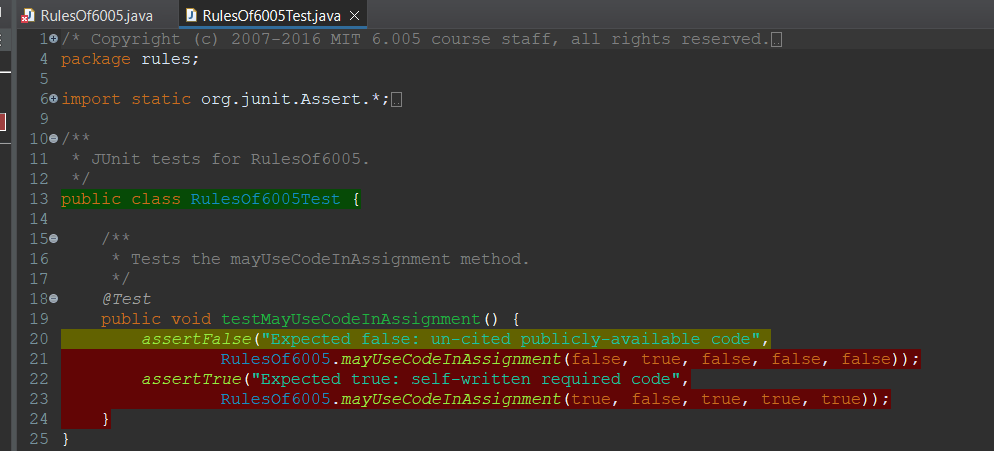 RulesOf6005.java RulesOf6005Test.java
1 /* Copyright (c) 2007-2016 MIT 6.005 course staff, all rights reserved.
4 package rules;
5
6 import static org.junit.Assert.*;
9
10 /**
11  * JUnit tests for RulesOf6005.
12  */
13 public class RulesOf6005Test {
14
15     /**
16      * Tests the mayUseCodeInAssignment method.
17      */
18     @Test
19     public void testMayUseCodeInAssignment() {
20         assertFalse("Expected false: un-cited publicly-available code",
21                 RulesOf6005.mayUseCodeInAssignment(false, true, false, false, false));
22         assertTrue("Expected true: self-written required code",
23                 RulesOf6005.mayUseCodeInAssignment(true, false, true, true, true));
24     }
25 }